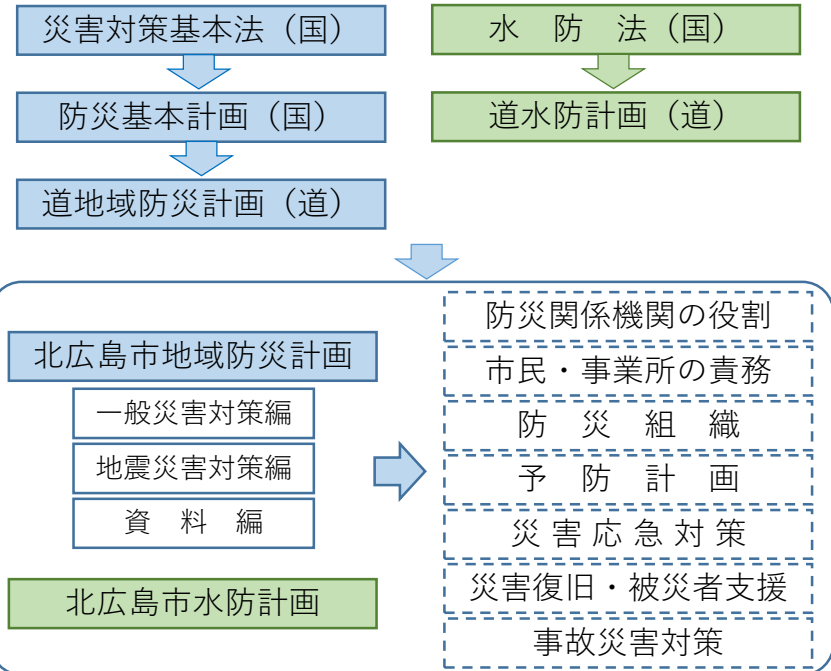 災害対策基本法（国）
防災基本計画（国）
道地域防災計画（道）
水　防　法（国）
道水防計画（道）
北広島市地域防災計画
一般災害対策編
地震災害対策編
資　料　編
北広島市水防計画
防災関係機関の役割
市民・事業所の責務
防　災　組　織
予　防　計　画
災 害 応 急 対 策
災害復旧・被災者支援
事故災害対策